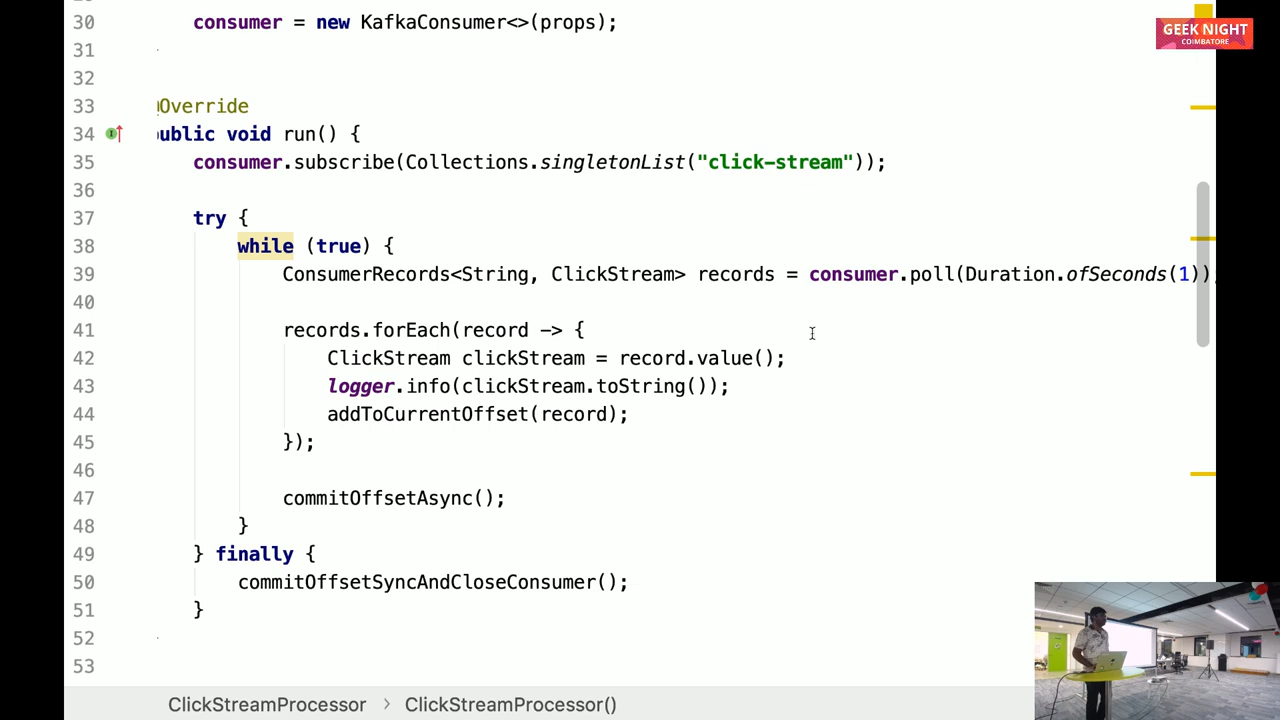 30 consumer = new KafkaConsumer<>(props);
31
32
33 @Override
34 public void run() {
35 consumer.subscribe(Collections.singletonList("click-stream"));
36
37 try {
38 while (true) {
39 ConsumerRecords<String, ClickStream> records = consumer.poll(Duration.ofSeconds(1))
40
41 records.forEach(record -> {
42 ClickStream clickStream = record.value();
43 logger.info(clickStream.toString());
44 addToCurrentOffset(record);
45 });
46
47 commitOffsetAsync();
48 }
49 } finally {
50 commitOffsetSyncAndCloseConsumer();
51 }
52
53
ClickStreamProcessor > ClickStreamProcessor()
GEEK NIGHT
COIMBATORE